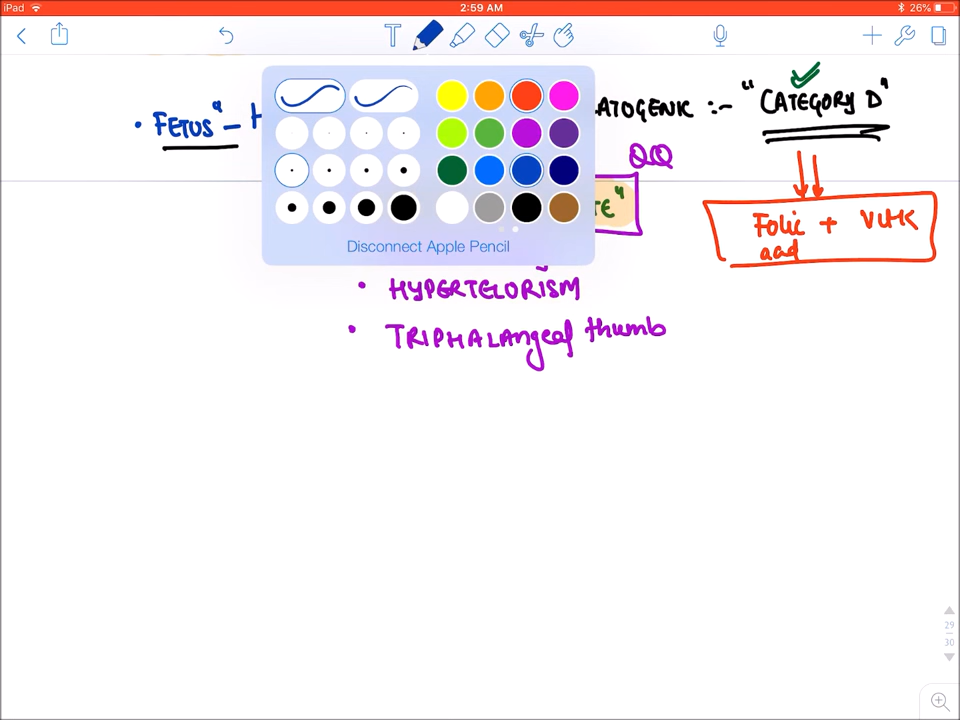 iPad 2:59 AM 26%
T
• FETUS" – H ATOGENIC :- "CATEGORY D"
QQ
TE"
Folic + Vit K
acid
Disconnect Apple Pencil
• HYPERTELORISM
• TRIPHALANgeal thumb
29
30